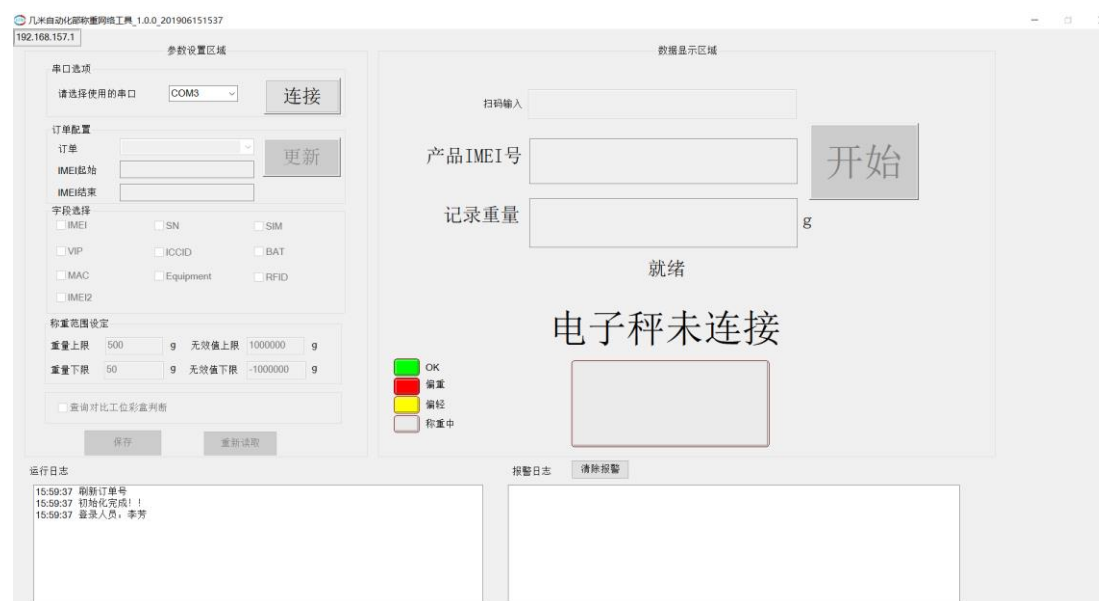 几米自动化部称重网络工具_1.0.0_201906151537
192.168.157.1
参数设置区域
串口选项
请选择使用的串口 COM3 连接
订单配置
订单 更新
IMEI起始
IMEI结束
字段选择
IMEI SN SIM
VIP ICCID BAT
MAC Equipment RFID
IMEI2
称重范围设定
重量上限 500 g 无效值上限 1000000 g
重量下限 50 g 无效值下限 -1000000 g
查询对比工位彩盒判断
保存 重新读取
数据显示区域
扫码输入
产品IMEI号 开始
记录重量 g
就绪
电子秤未连接
OK
偏重
偏轻
称重中
运行日志
15:59:37 刷新订单号
15:59:37 初始化完成！！
15:59:37 登录人员：李芳
报警日志 清除报警